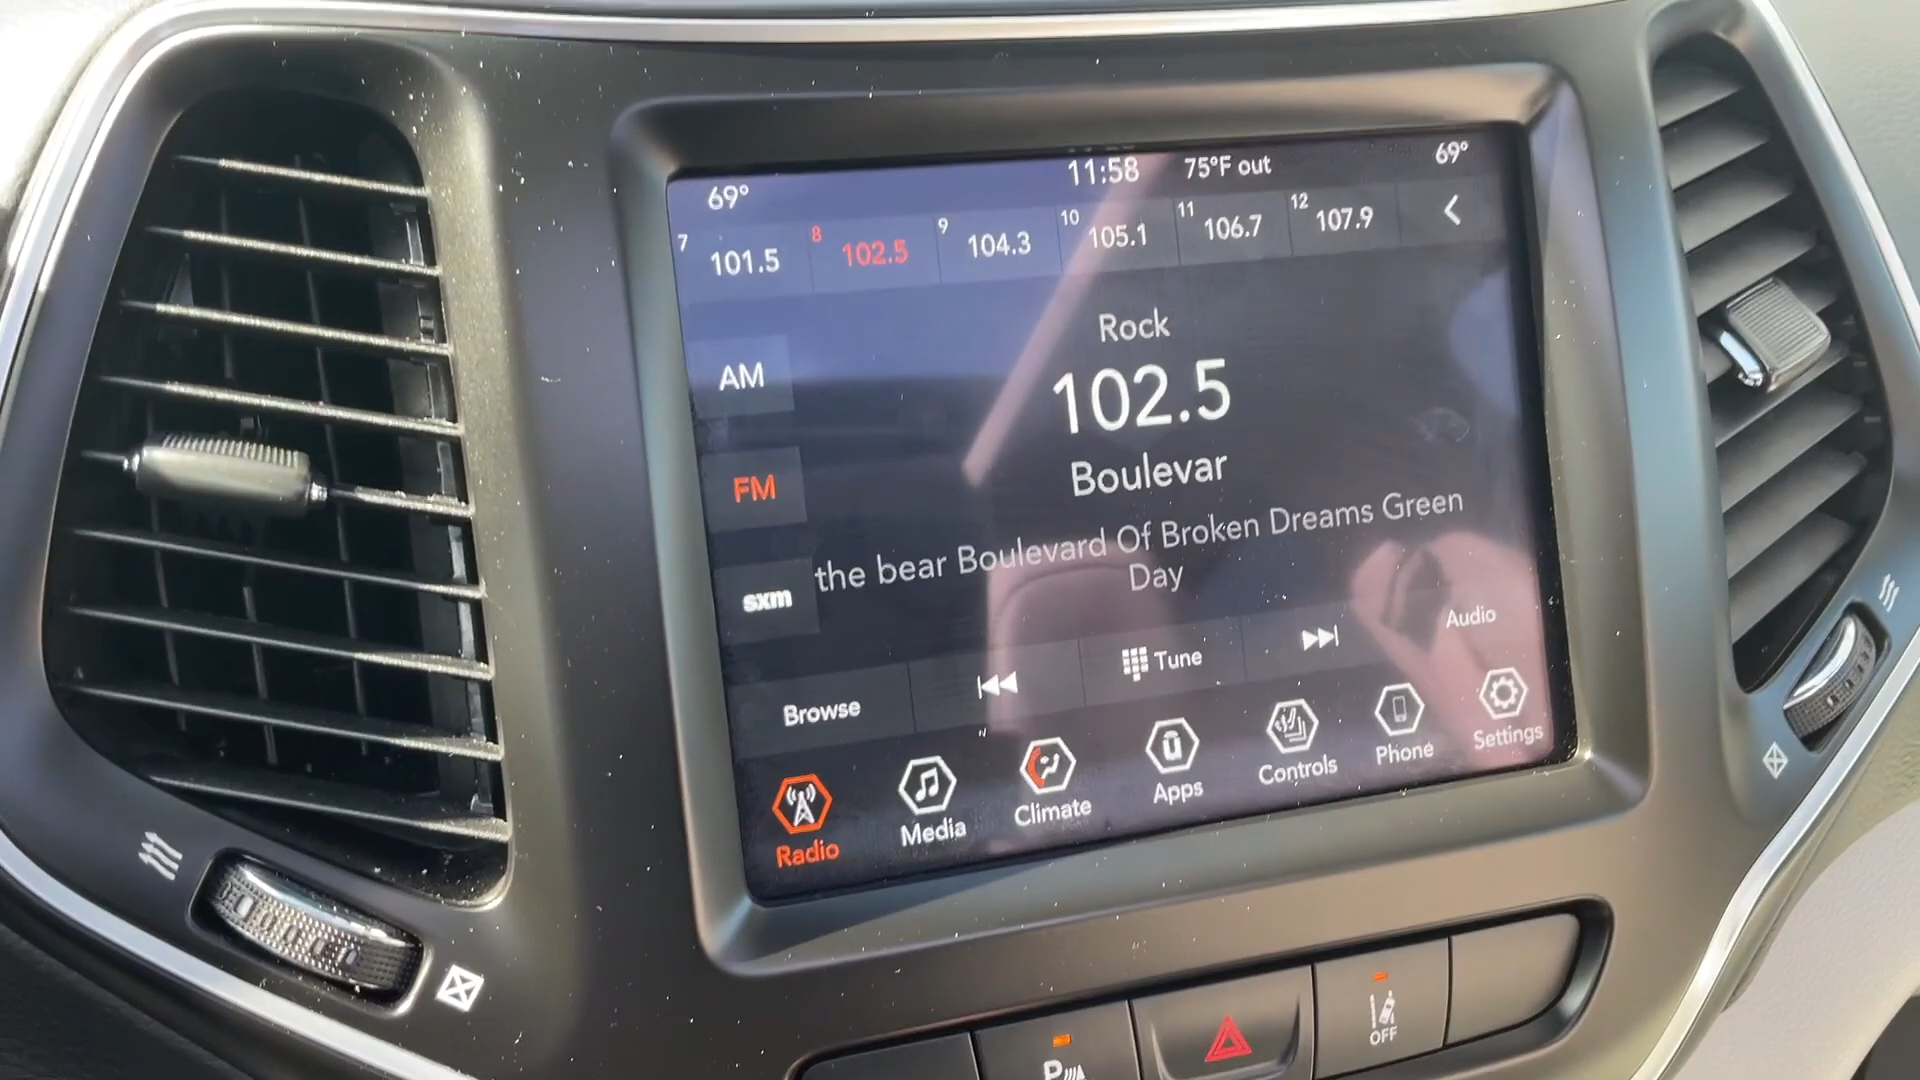 69° 11:58 75°F out 69°
7 101.5 8 102.5 9 104.3 10 105.1 11 106.7 12 107.9
Rock
AM
102.5
Boulevar
FM
the bear Boulevard Of Broken Dreams Green
Day
sxm
Audio
Browse Tune
Radio Media Climate Apps Controls Phone Settings
OFF
P